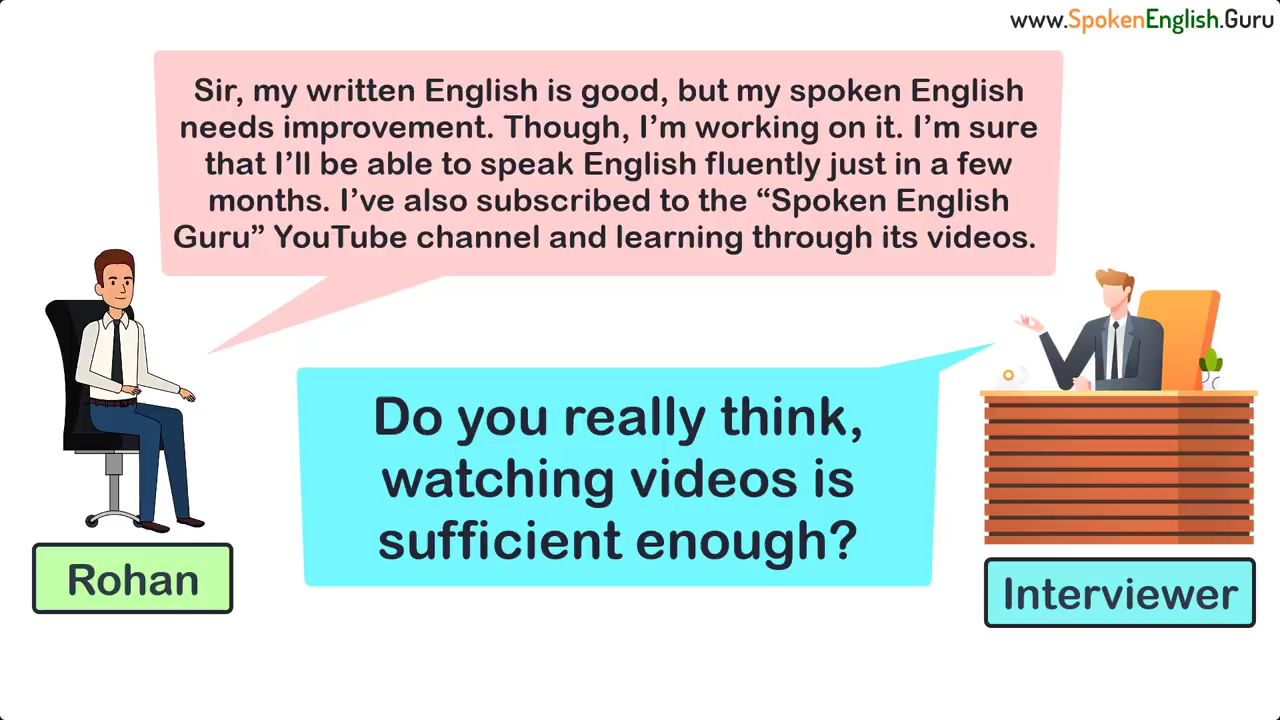 www.SpokenEnglish.Guru
Sir, my written English is good, but my spoken English
needs improvement. Though, I'm working on it. I'm sure
that I'll be able to speak English fluently just in a few
months. I've also subscribed to the “Spoken English
Guru” YouTube channel and learning through its videos.
Do you really think,
watching videos is
sufficient enough?
Rohan
Interviewer